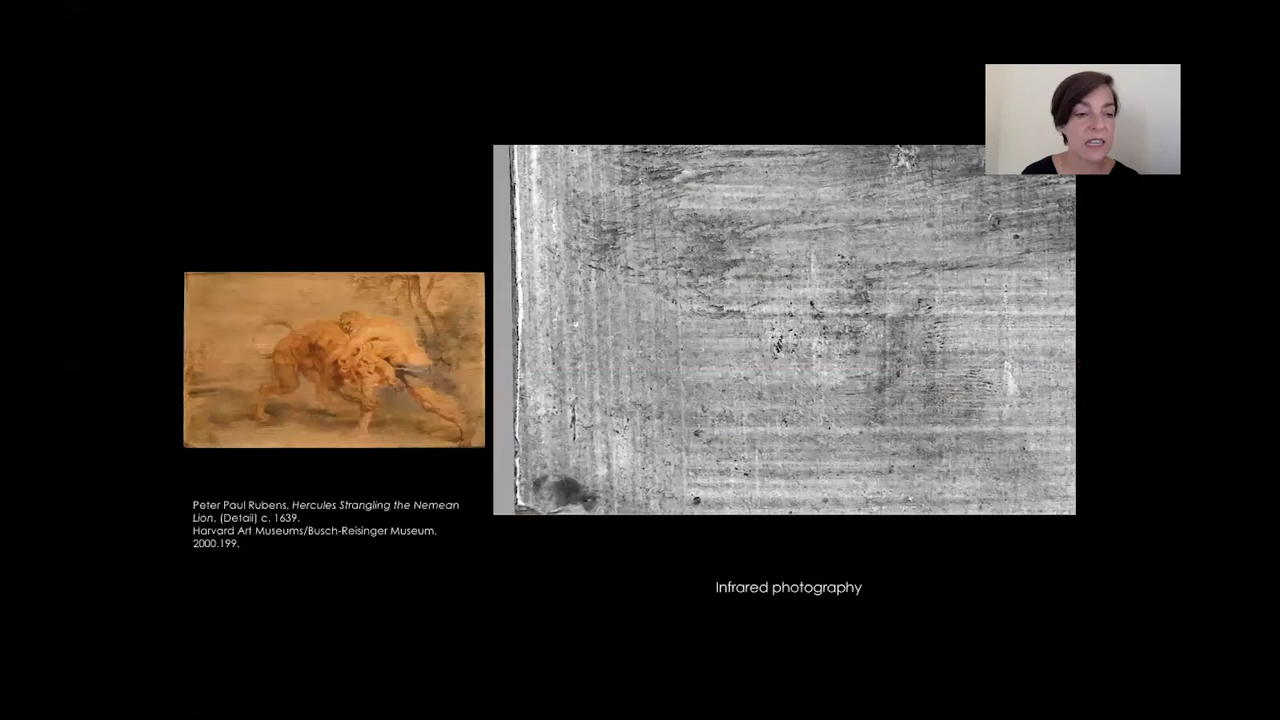 Peter Paul Rubens, Hercules Strangling the Nemean
Lion, (Detail) c. 1639.
Harvard Art Museums/Busch-Reisinger Museum,
2000.199.
Infrared photography